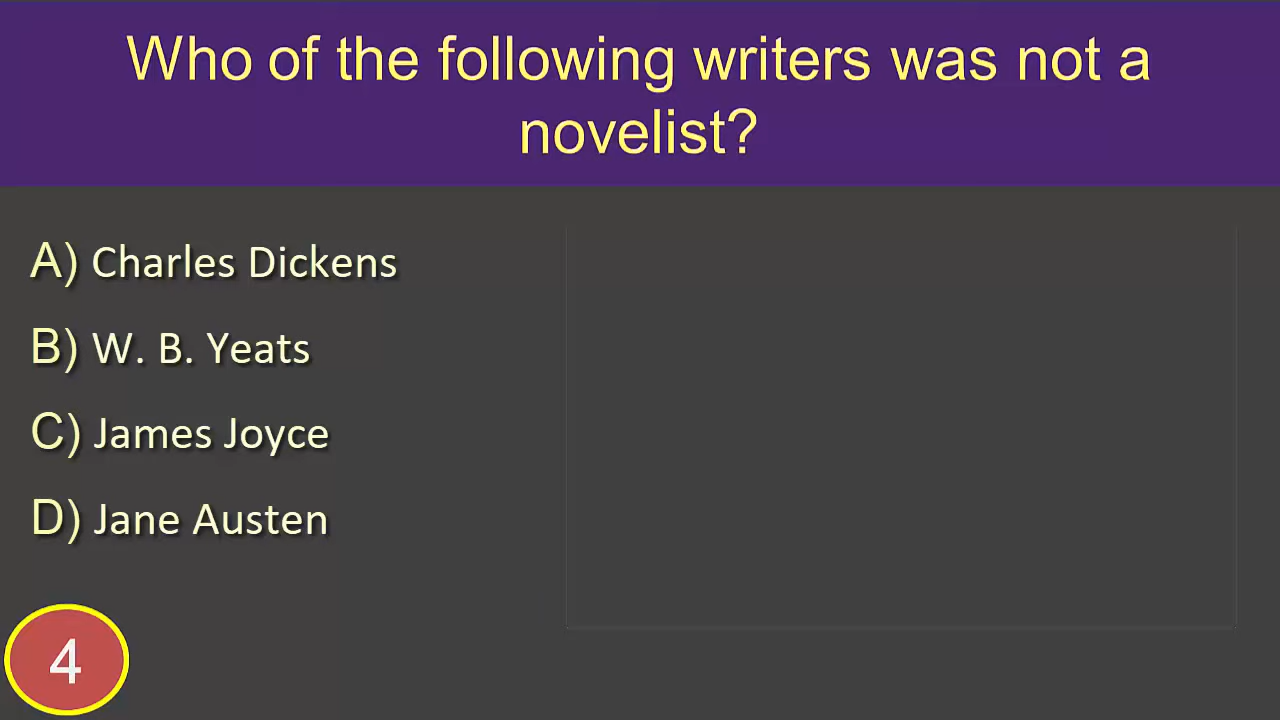 Who of the following writers was not a
novelist?
A) Charles Dickens
B) W. B. Yeats
C) James Joyce
D) Jane Austen
4